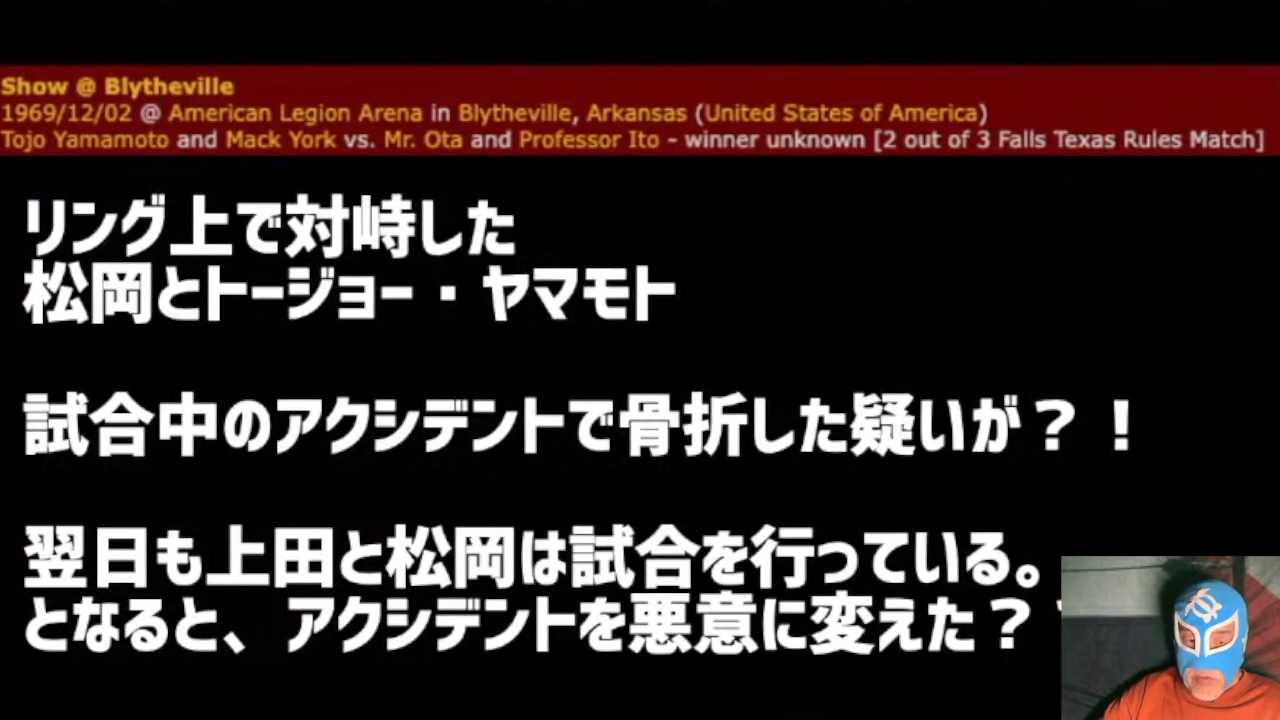 Show @ Blytheville
1969/12/02 @ American Legion Arena in Blytheville, Arkansas (United States of America)
Tojo Yamamoto and Mack York vs. Mr. Ota and Professor Ito - winner unknown [2 out of 3 Falls Texas Rules Match]
リング上で対峙した
松岡とトージョー・ヤマモト
試合中のアクシデントで骨折した疑いが？！
翌日も上田と松岡は試合を行っている。
となると、アクシデントを悪意に変えた？